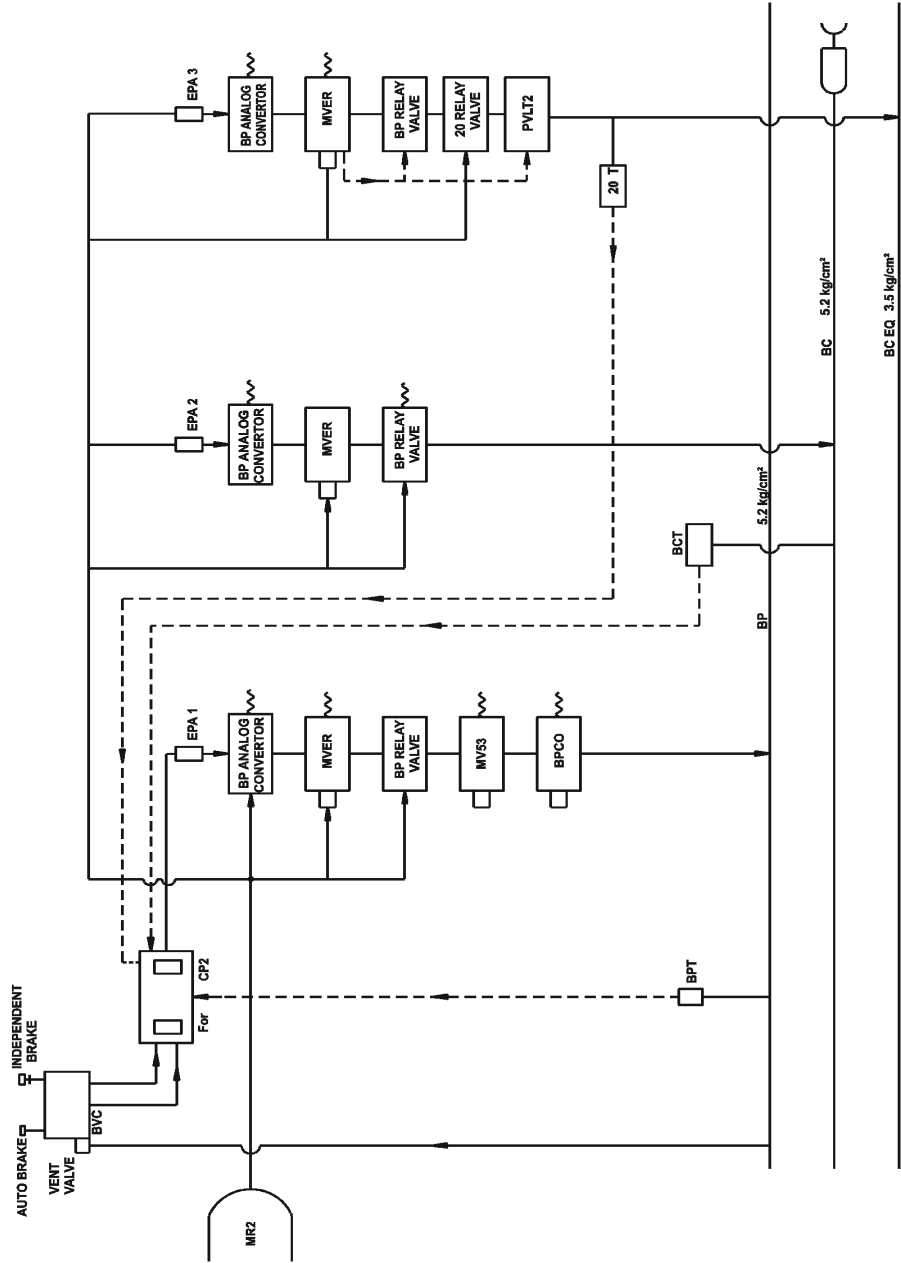 AUTO BRAKE
INDEPENDENT
BRAKE
VENT
VALVE
BVC
For
CP2
MR2
EPA 1
BP ANALOG
CONVERTOR
MVER
BP RELAY
VALVE
MV53
BPCO
EPA 2
BP ANALOG
CONVERTOR
MVER
BP RELAY
VALVE
EPA 3
BP ANALOG
CONVERTOR
MVER
BP RELAY
VALVE
20 RELAY
VALVE
PVLT2
20 T
BCT
BPT
BP
5.2 kg/cm²
BC
5.2 kg/cm²
BC EQ 3.5 kg/cm²